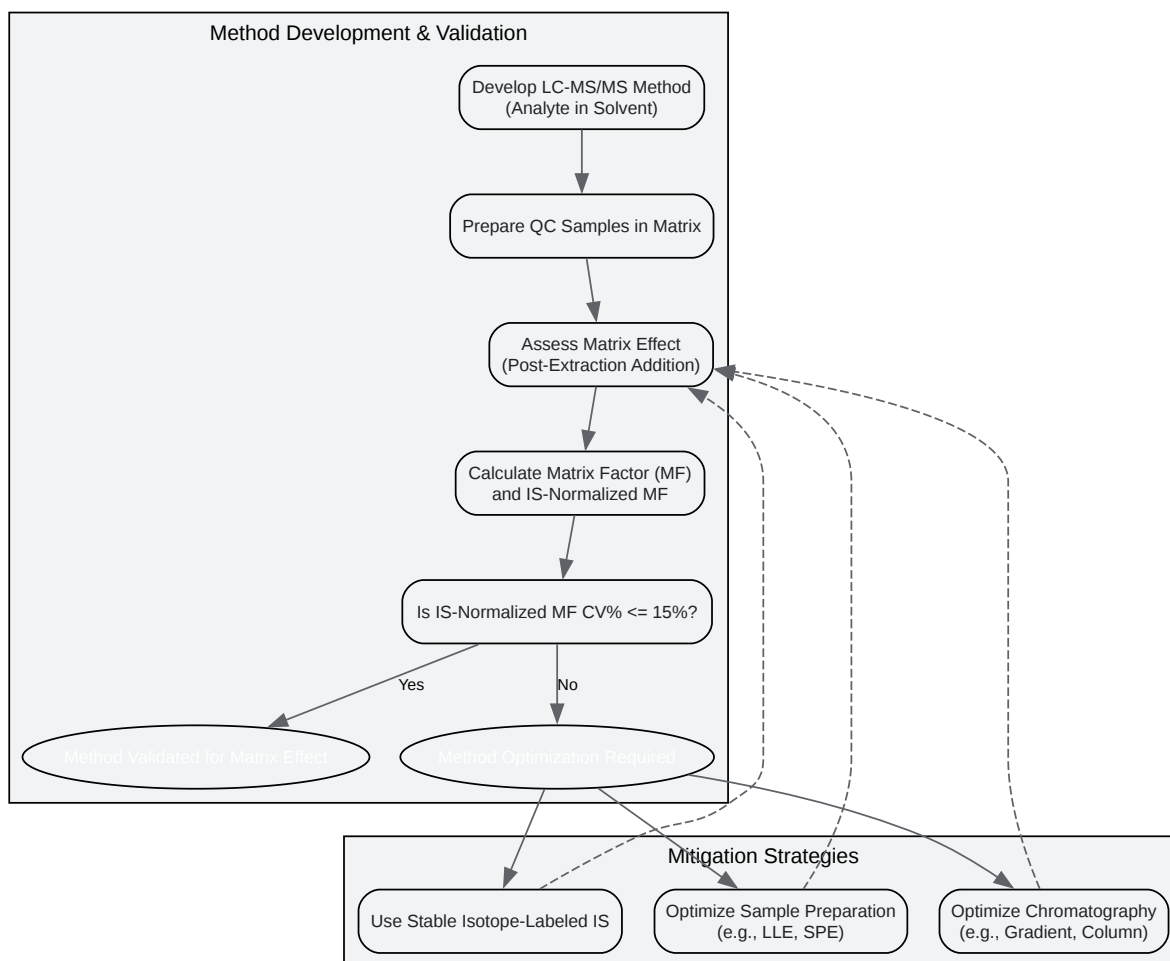 Method Development & Validation
Develop LC-MS/MS Method
(Analyte in Solvent)
Prepare QC Samples in Matrix
Assess Matrix Effect
(Post-Extraction Addition)
Calculate Matrix Factor (MF)
and IS-Normalized MF
Is IS-Normalized MF CV% <= 15%?
Yes
No
Method Validated for Matrix Effect
Method Optimization Required
Mitigation Strategies
Use Stable Isotope-Labeled IS
Optimize Sample Preparation
(e.g., LLE, SPE)
Optimize Chromatography
(e.g., Gradient, Column)